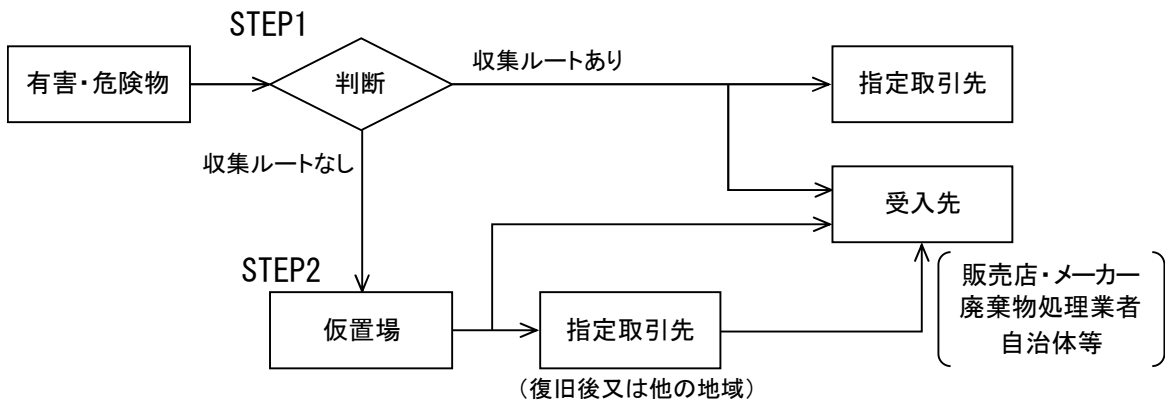 STEP1
有害・危険物
判断
収集ルートあり
指定取引先
収集ルートなし
受入先
STEP2
仮置場
指定取引先
(復旧後又は他の地域)
販売店・メーカー
廃棄物処理業者
自治体等